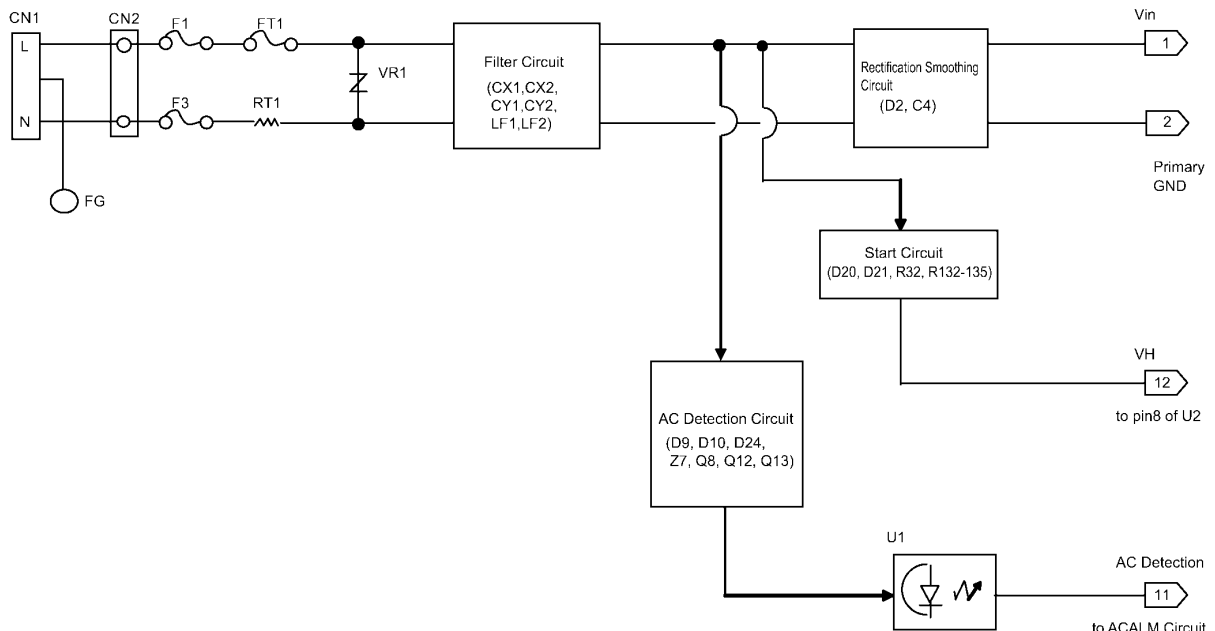 CN1
CN2
F1
FT1
Vin
L
1
VR1
Filter Circuit
(CX1,CX2,
CY1,CY2,
LF1,LF2)
Rectification Smoothing
Circuit
(D2, C4)
F3
RT1
N
2
Primary
GND
FG
Start Circuit
(D20, D21, R32, R132-135)
VH
12
to pin8 of U2
AC Detection Circuit
(D9, D10, D24,
Z7, Q8, Q12, Q13)
U1
AC Detection
11
to ACALM Circuit